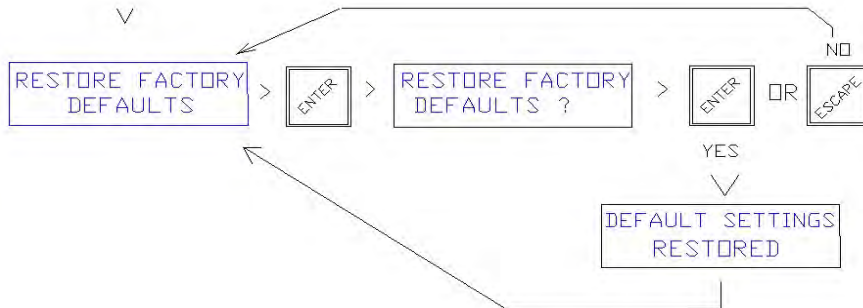 NO
RESTORE FACTORY
DEFAULTS
>
ENTER
>
RESTORE FACTORY
DEFAULTS ?
>
ENTER
OR
ESCAPE
YES
DEFAULT SETTINGS
RESTORED